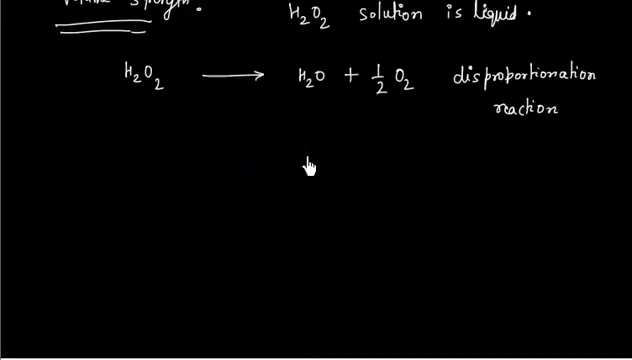 H₂O₂ solution is liquid.
H₂O₂ ⟶ H₂O + 1/2 O₂ disproportionation
reaction